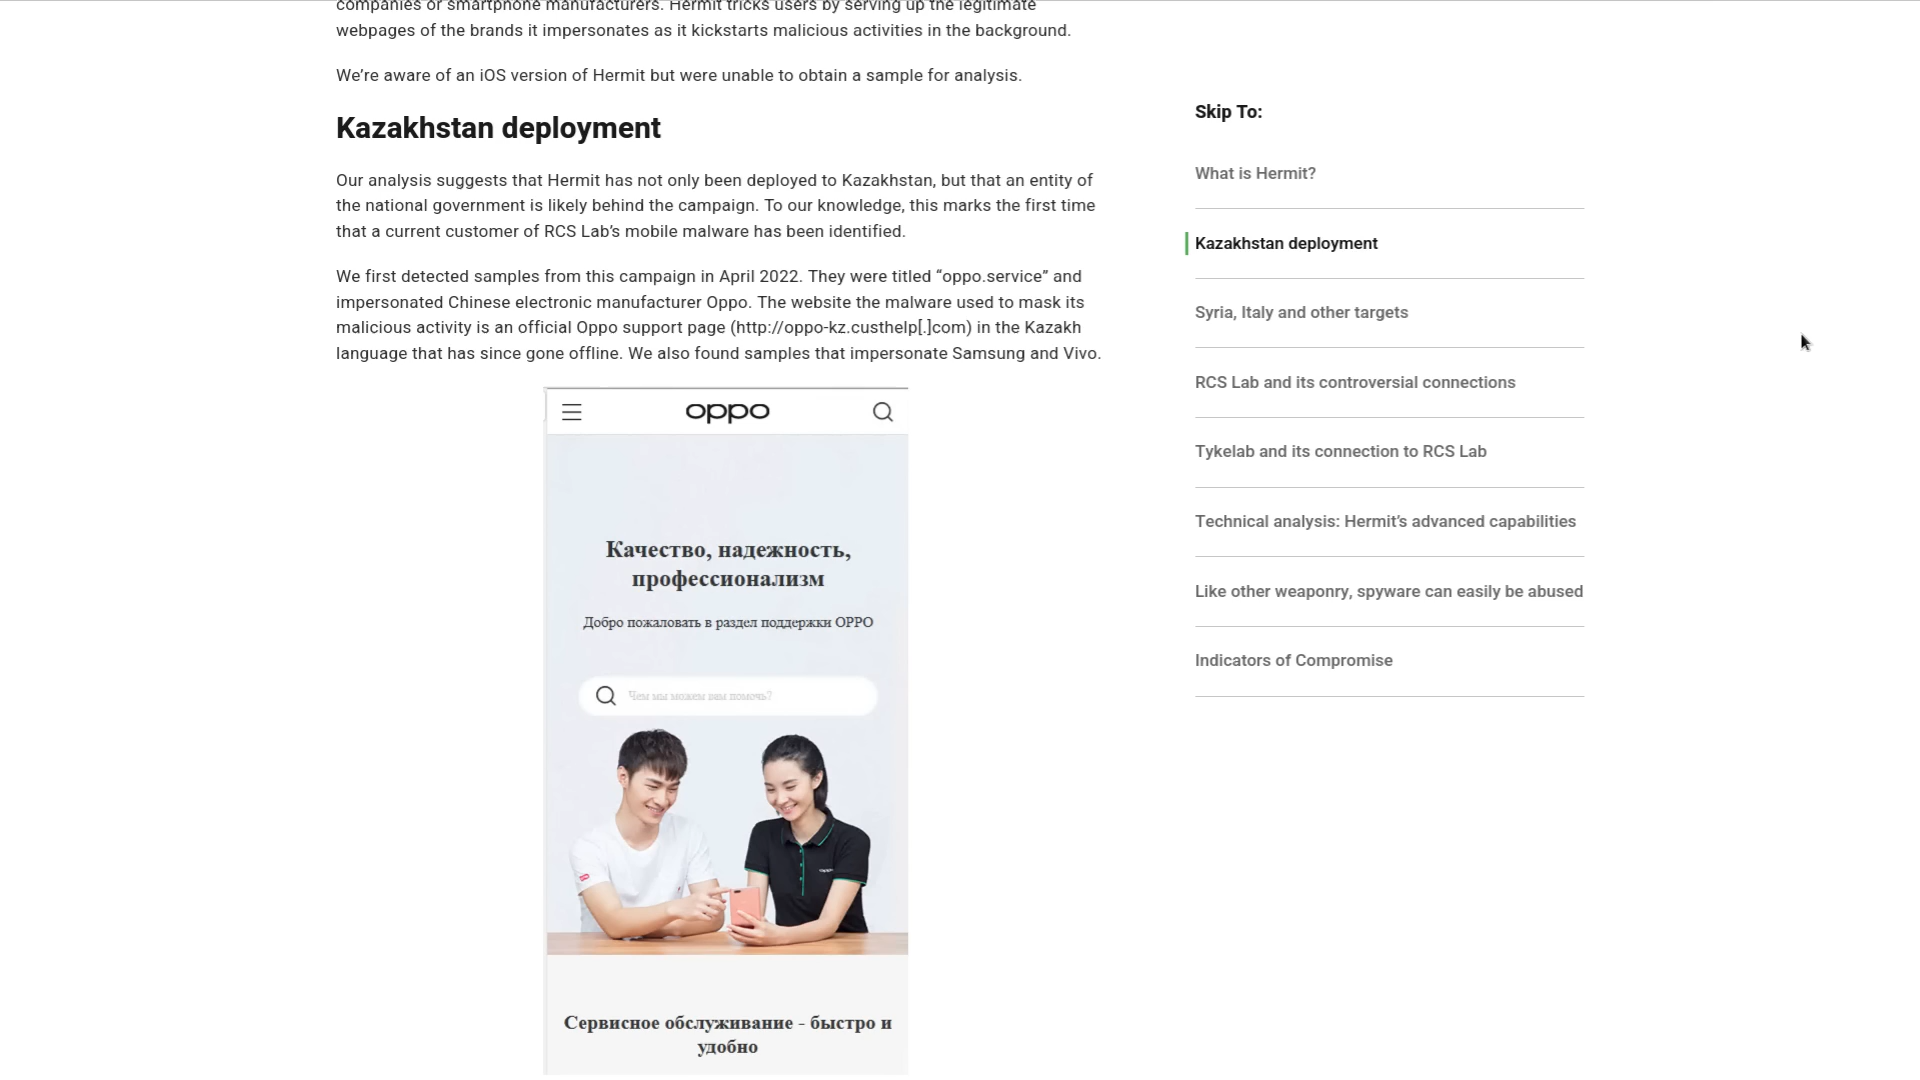 companies or smartphone manufacturers. Hermit tricks users by serving up the legitimate
webpages of the brands it impersonates as it kickstarts malicious activities in the background.
We’re aware of an iOS version of Hermit but were unable to obtain a sample for analysis.
Kazakhstan deployment
Our analysis suggests that Hermit has not only been deployed to Kazakhstan, but that an entity of
the national government is likely behind the campaign. To our knowledge, this marks the first time
that a current customer of RCS Lab’s mobile malware has been identified.
We first detected samples from this campaign in April 2022. They were titled “oppo.service” and
impersonated Chinese electronic manufacturer Oppo. The website the malware used to mask its
malicious activity is an official Oppo support page (http://oppo-kz.custhelp[.]com) in the Kazakh
language that has since gone offline. We also found samples that impersonate Samsung and Vivo.
oppo
Качество, надежность,
профессионализм
Добро пожаловать в раздел поддержки OPPO
Чем мы можем вам помочь?
oppo
Сервисное обслуживание - быстро и
удобно
Skip To:
What is Hermit?
Kazakhstan deployment
Syria, Italy and other targets
RCS Lab and its controversial connections
Tykelab and its connection to RCS Lab
Technical analysis: Hermit’s advanced capabilities
Like other weaponry, spyware can easily be abused
Indicators of Compromise